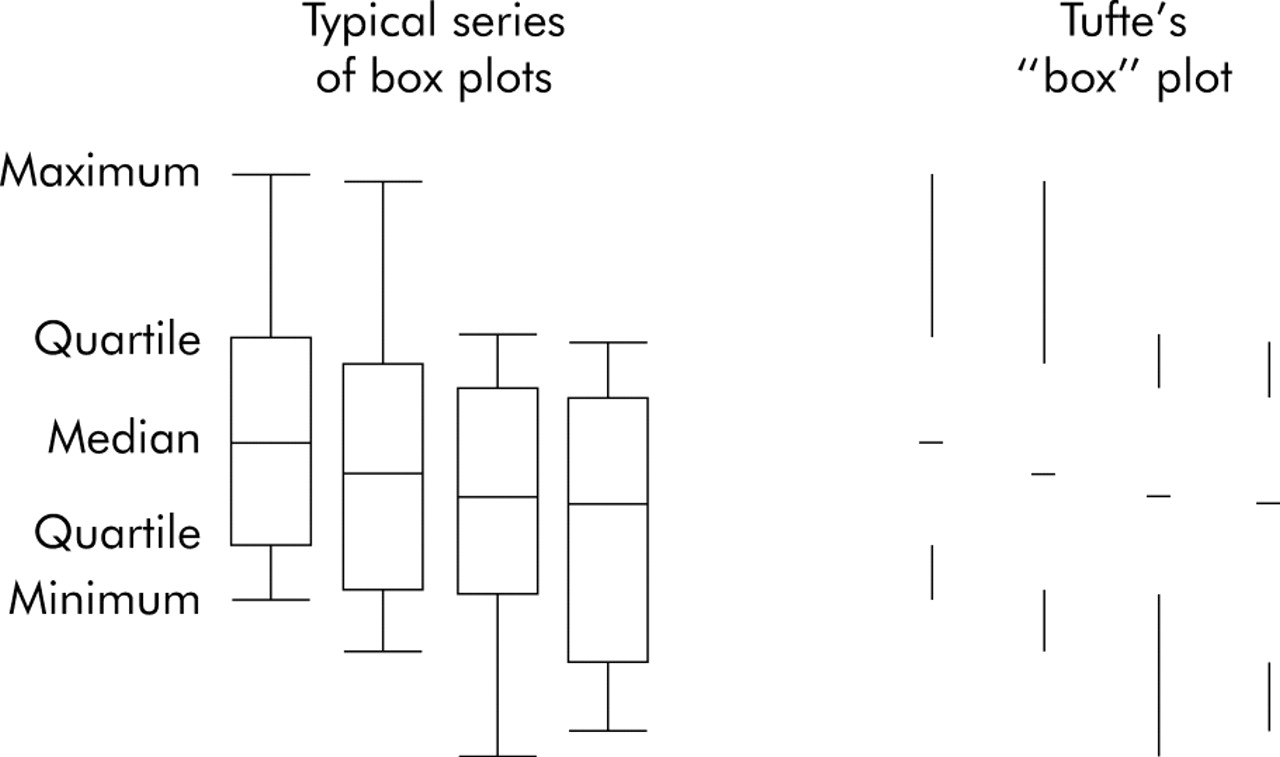 Typical series
of box plots
Tufte’s
“box” plot
Maximum
Quartile
Median
Quartile
Minimum